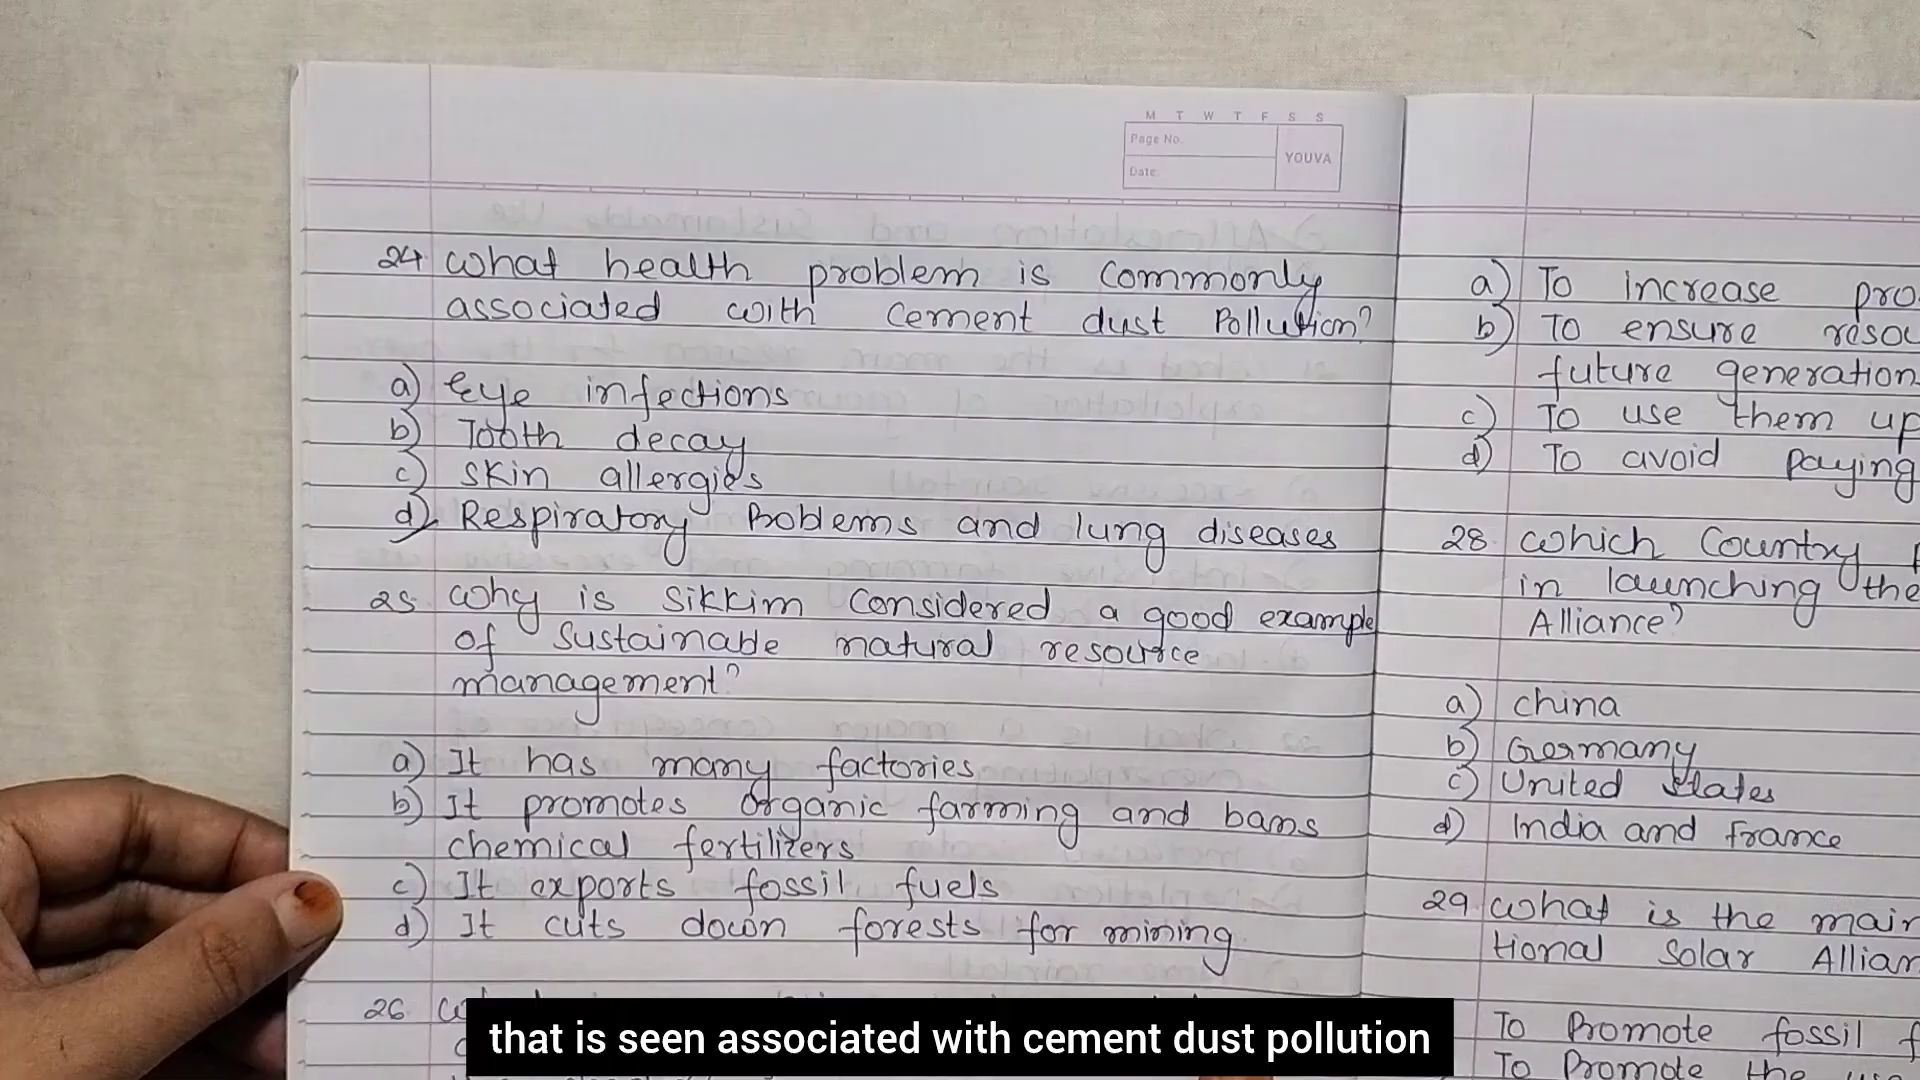 M T W T F S S
Page No.
YOUVA
Date:
24. What health problem is commonly
associated with cement dust Pollution?
a) Eye infections
b) Tooth decay
c) skin allergies
d) Respiratory Problems and lung diseases
25. Why is Sikkim Considered a good example
of sustainable natural resource
management?
a) It has many factories
b) It promotes organic farming and bans
chemical fertilizers
c) It exports fossil fuels
d) It cuts down forests for mining
26.
a) To increase
b) To ensure
future generation
c) To use them up
d) To avoid Paying
28. Which Country
in launching the
Alliance?
a) china
b) Germany
c) United States
d) India and france
29. What is the
tional Solar
To Promote fossil
To Promote the
that is seen associated with cement dust pollution